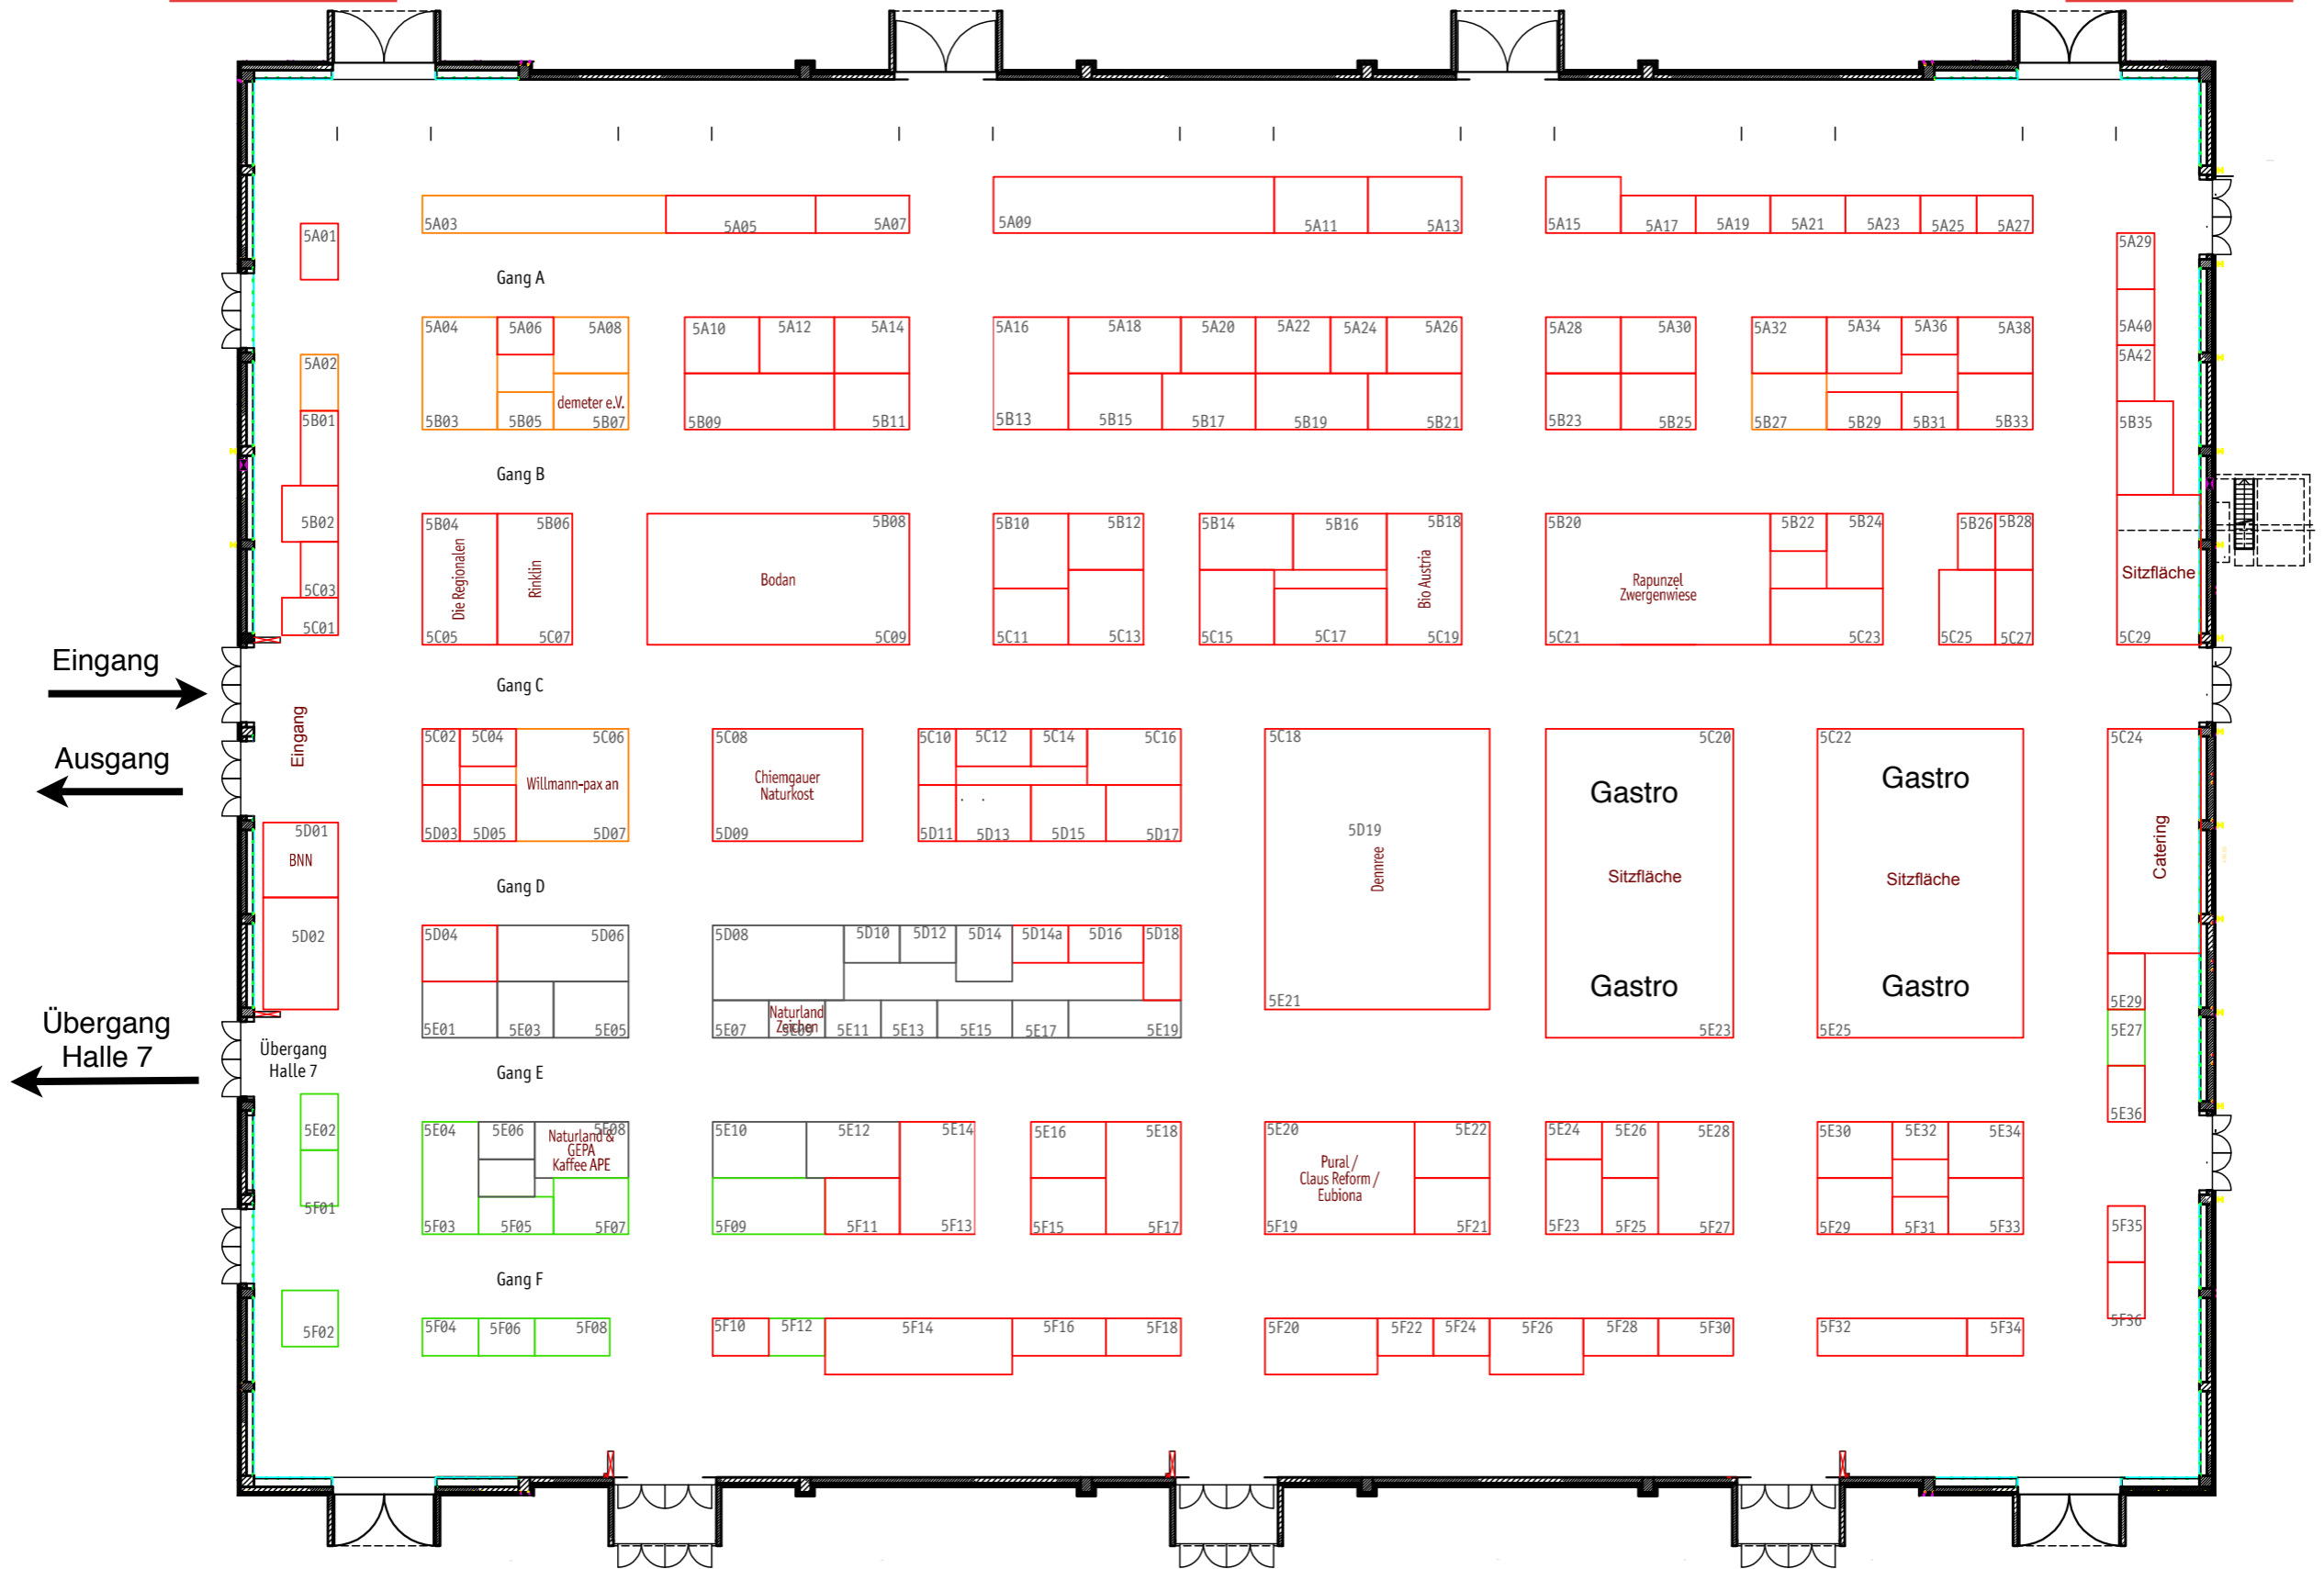 5A03
5A05
5A07
5A09
5A11
5A13
5A15
5A17
5A19
5A21
5A23
5A25
5A27
5A01
5A29
Gang A
5A04
5A06
5A08
5A10
5A12
5A14
5A16
5A18
5A20
5A22
5A24
5A26
5A28
5A30
5A32
5A34
5A36
5A38
5A40
5A42
5A02
demeter e.V.
5B01
5B03
5B05
5B07
5B09
5B11
5B13
5B15
5B17
5B19
5B21
5B23
5B25
5B27
5B29
5B31
5B33
5B35
Gang B
5B02
5B04
5B06
5B08
5B10
5B12
5B14
5B16
5B18
5B20
5B22
5B24
5B26
5B28
Die Regionalen
Rinklin
Bodan
Bio Austria
Rapunzel
Zwergenwiese
Sitzfläche
5C03
5C01
5C05
5C07
5C09
5C11
5C13
5C15
5C17
5C19
5C21
5C23
5C25
5C27
5C29
Eingang
Gang C
Eingang
Ausgang
5C02
5C04
5C06
5C08
5C10
5C12
5C14
5C16
5C18
5C20
5C22
5C24
Willmann-pax an
Chiemgauer
Naturkost
Gastro
Gastro
5D01
BNN
5D03
5D05
5D07
5D09
5D11
5D13
5D15
5D17
5D19
Dennree
Sitzfläche
Sitzfläche
Catering
Gang D
5D02
5D04
5D06
5D08
5D10
5D12
5D14
5D14a
5D16
5D18
Gastro
Gastro
Naturland
Zeichen
5E01
5E03
5E05
5E07
5E09
5E11
5E13
5E15
5E17
5E19
5E21
5E23
5E25
5E29
5E27
Übergang
Halle 7
Übergang
Halle 7
Gang E
5E36
5E02
5E04
5E06
5E08
Naturland &
GEPA
Kaffee APE
5E10
5E12
5E14
5E16
5E18
5E20
5E22
5E24
5E26
5E28
5E30
5E32
5E34
Pural /
Claus Reform /
Eubiona
5F01
5F03
5F05
5F07
5F09
5F11
5F13
5F15
5F17
5F19
5F21
5F23
5F25
5F27
5F29
5F31
5F33
5F35
Gang F
5F02
5F04
5F06
5F08
5F10
5F12
5F14
5F16
5F18
5F20
5F22
5F24
5F26
5F28
5F30
5F32
5F34
5F36